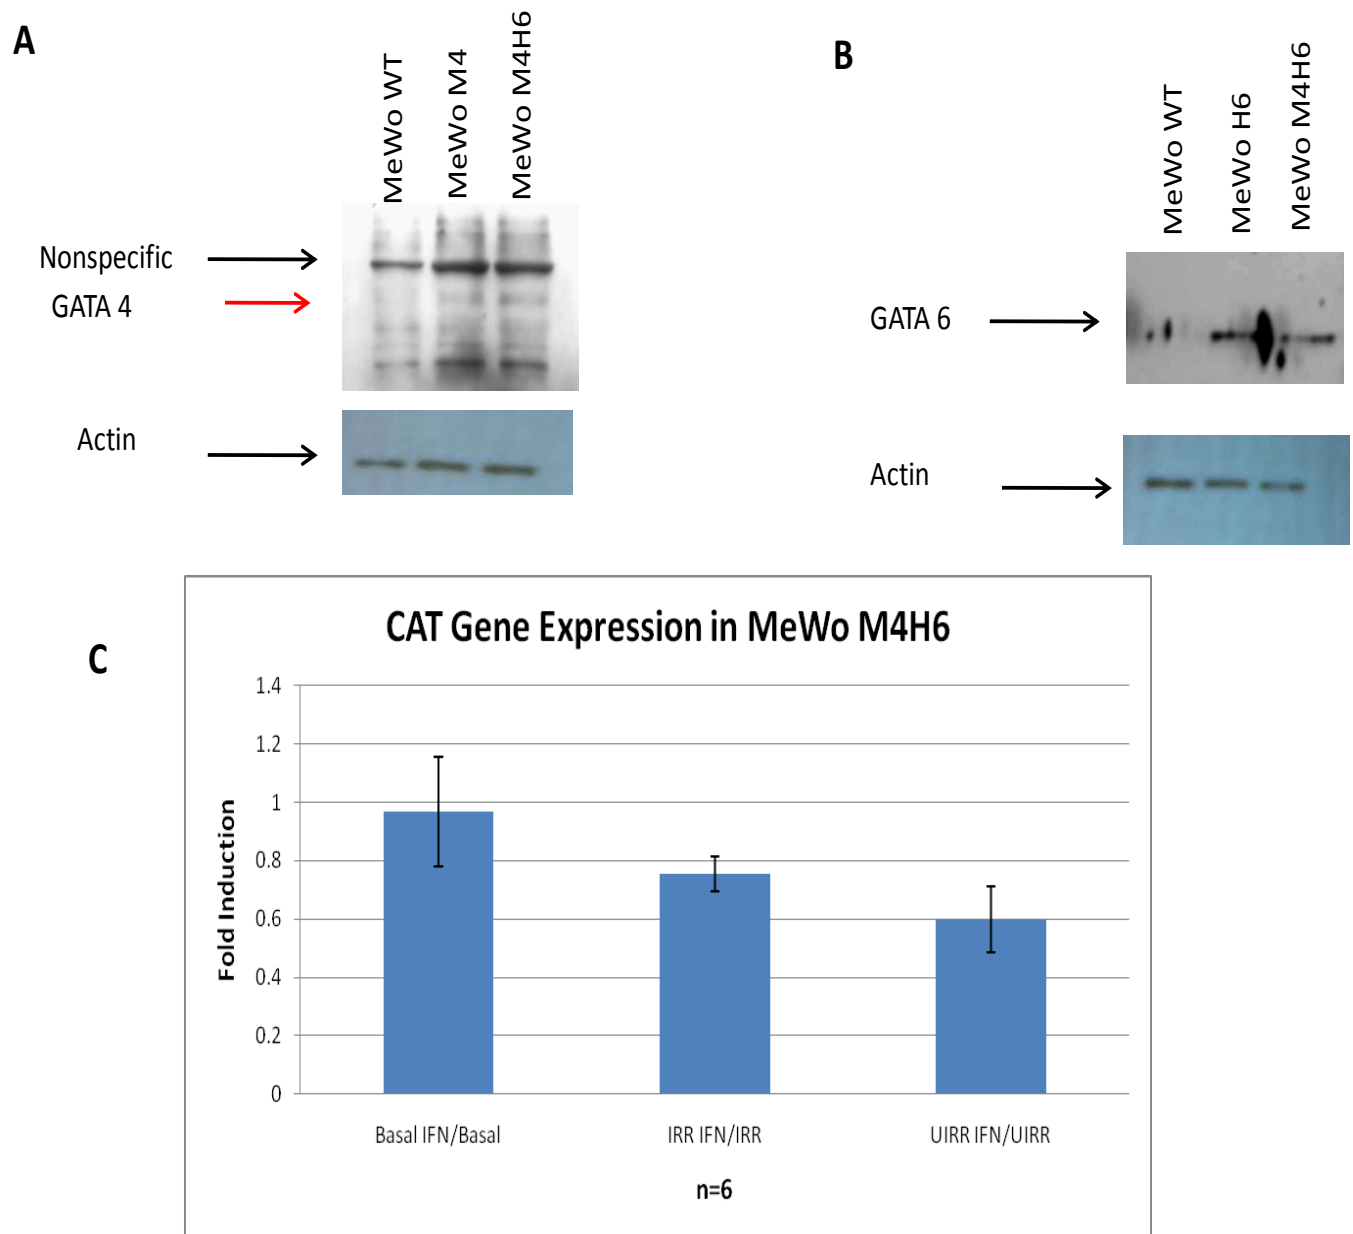 A
MeWo WT
MeWo M4
MeWo M4H6
Nonspecific
GATA 4
Actin
B
MeWo WT
MeWo H6
MeWo M4H6
GATA 6
Actin
C
CAT Gene Expression in MeWo M4H6
Fold Induction
1.4
1.2
1
0.8
0.6
0.4
0.2
0
Basal IFN/Basal
IRR IFN/IRR
UIRR IFN/UIRR
n=6